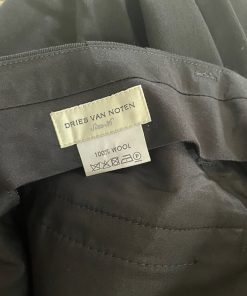 DRIES VAN NOTEN
100% WOOL